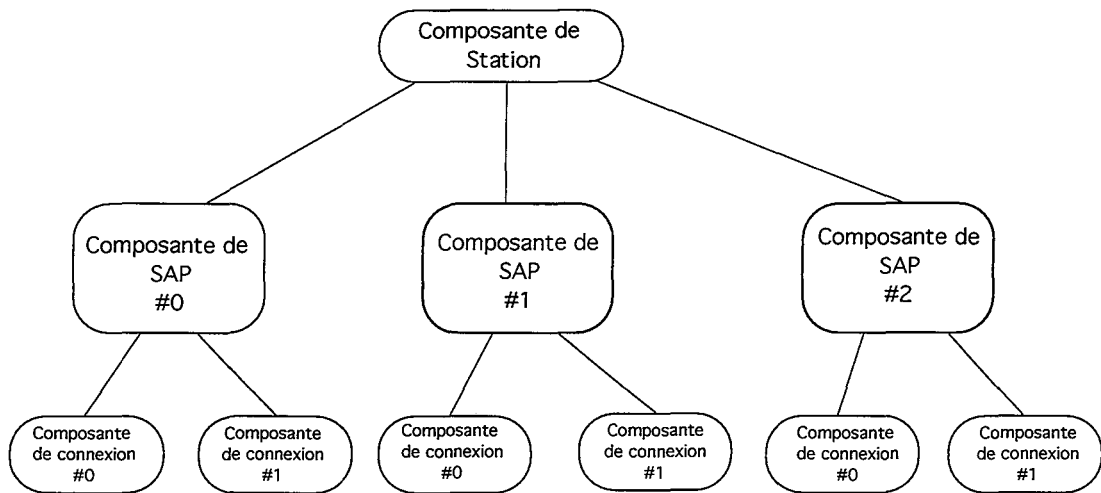 Composante de
Station
Composante de
SAP
#0
Composante de
SAP
#1
Composante de
SAP
#2
Composante
de connexion
#0
Composante
de connexion
#1
Composante
de connexion
#0
Composante
de connexion
#1
Composante
de connexion
#0
Composante
de connexion
#1